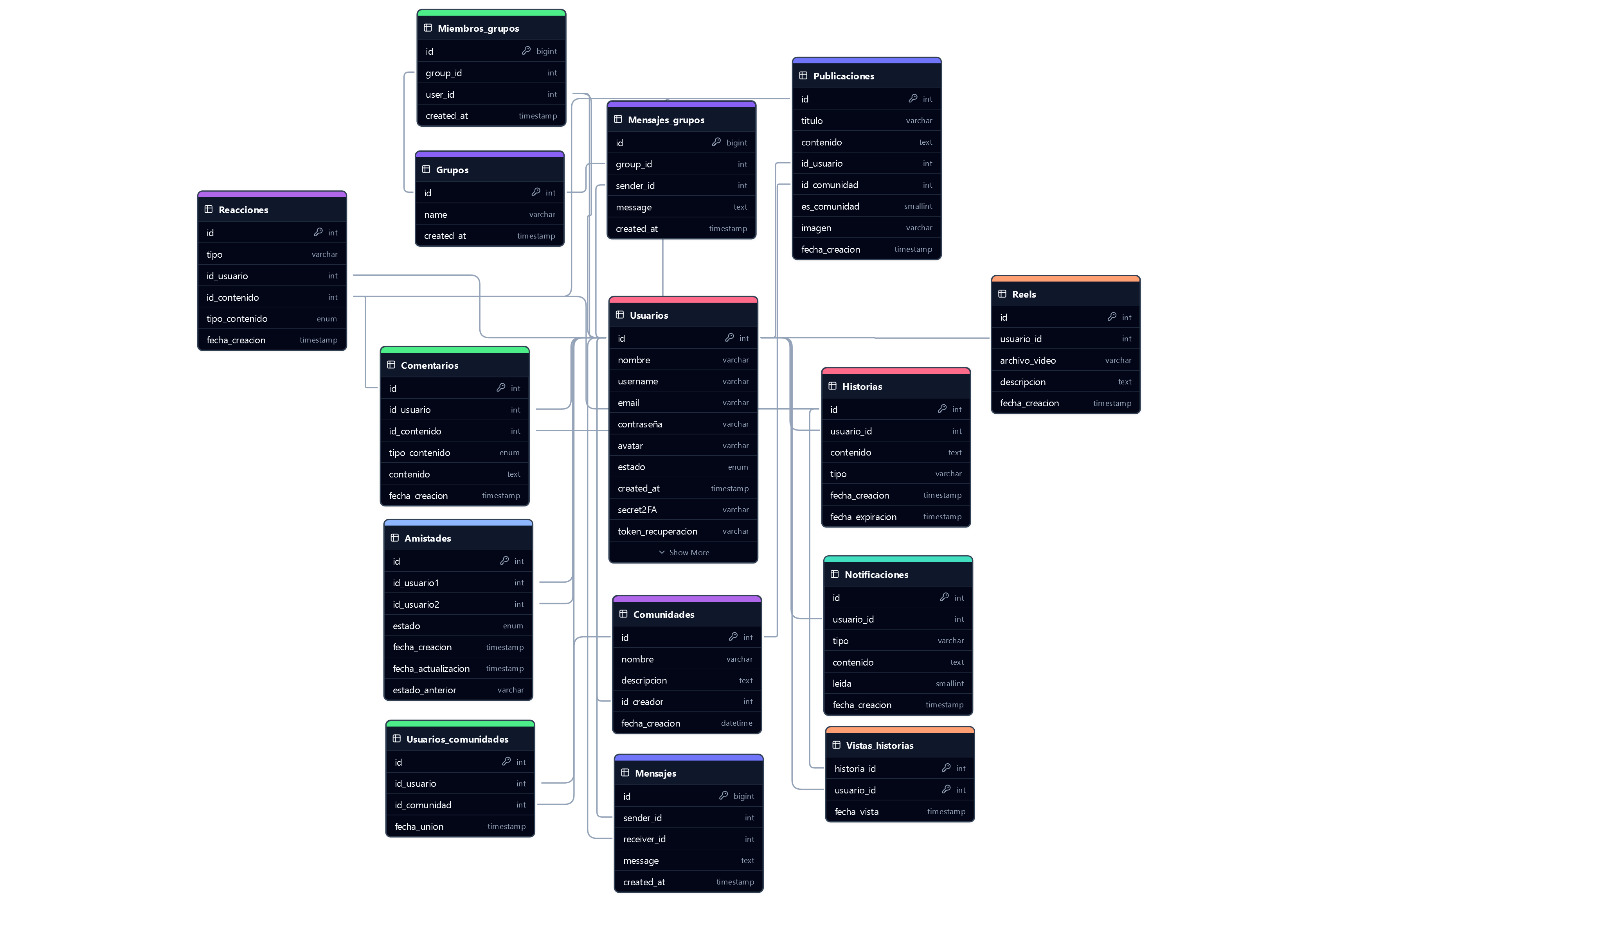 Miembros_grupos
id bigint
group_id int
user_id int
created_at timestamp
Grupos
id int
name varchar
created_at timestamp
Mensajes_grupos
id bigint
group_id int
sender_id int
message text
created_at timestamp
Publicaciones
id int
titulo varchar
contenido text
id_usuario int
id_comunidad int
es_comunidad smallint
imagen varchar
fecha_creacion timestamp
Reacciones
id int
tipo varchar
id_usuario int
id_contenido int
tipo_contenido enum
fecha_creacion timestamp
Reels
id int
usuario_id int
archivo_video varchar
descripcion text
fecha_creacion timestamp
Usuarios
id int
nombre varchar
username varchar
email varchar
contraseña varchar
avatar varchar
estado enum
created_at timestamp
secret2FA varchar
token_recuperacion varchar
Show More
Comentarios
id int
id_usuario int
id_contenido int
tipo_contenido enum
contenido text
fecha_creacion timestamp
Historias
id int
usuario_id int
contenido text
tipo varchar
fecha_creacion timestamp
fecha_expiracion timestamp
Amistades
id int
id_usuario1 int
id_usuario2 int
estado enum
fecha_creacion timestamp
fecha_actualizacion timestamp
estado_anterior varchar
Notificaciones
id int
usuario_id int
tipo varchar
contenido text
leida smallint
fecha_creacion timestamp
Comunidades
id int
nombre varchar
descripcion text
id_creador int
fecha_creacion datetime
Usuarios_comunidades
id int
id_usuario int
id_comunidad int
fecha_union timestamp
Vistas_historias
historia_id int
usuario_id int
fecha_vista timestamp
Mensajes
id bigint
sender_id int
receiver_id int
message text
created_at timestamp